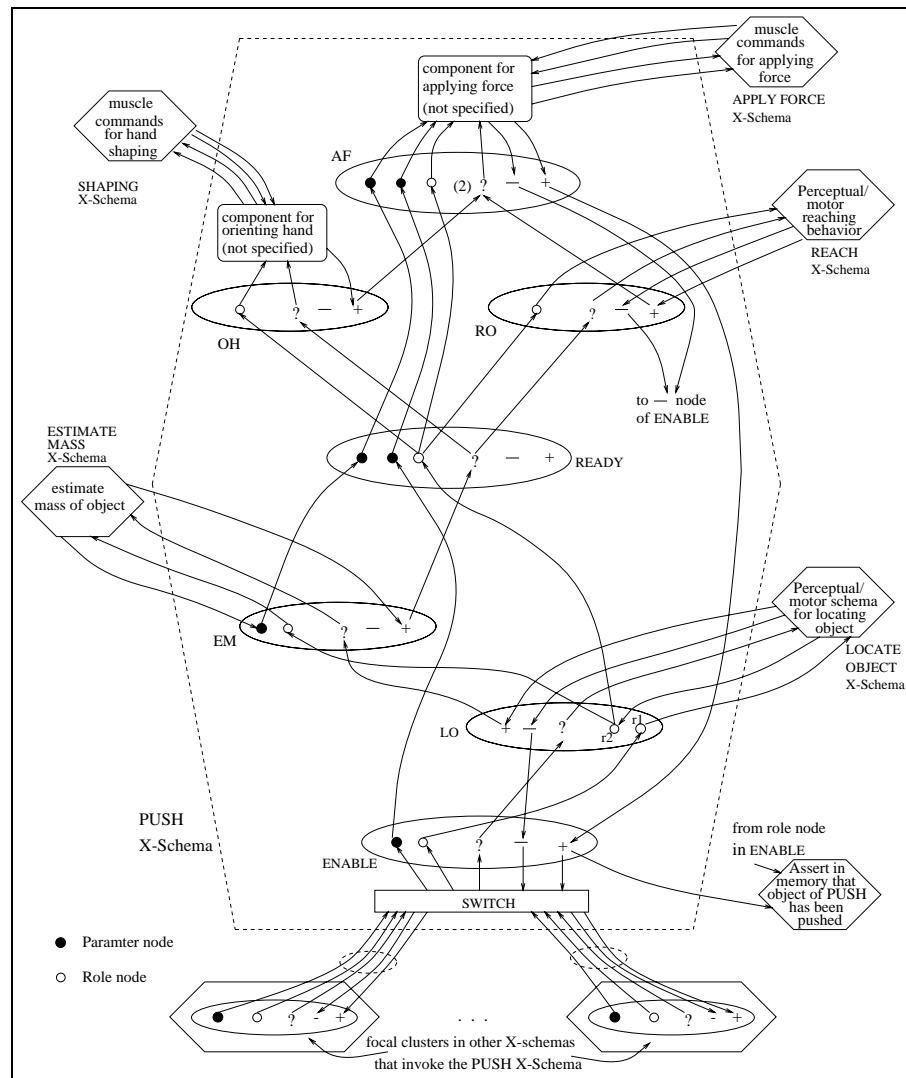 muscle
commands
for applying
force
APPLY FORCE
X-Schema
component for
applying force
(not specified)
muscle
commands
for hand
shaping
SHAPING
X-Schema
AF
(2) ? — +
component for
orienting hand
(not specified)
Perceptual/
motor
reaching
behavior
REACH
X-Schema
? — +
OH
? — +
RO
to — node
of ENABLE
ESTIMATE
MASS
X-Schema
estimate
mass of object
? — +
READY
Perceptual/
motor schema
for locating
object
LOCATE
OBJECT
X-Schema
EM
? — +
LO
+ — ? r2 r1
PUSH
X-Schema
ENABLE
? — +
from role node
in ENABLE
Assert in
memory that
object of PUSH
has been
pushed
SWITCH
Paramter node
Role node
? - +
. . .
? - +
focal clusters in other X-schemas
that invoke the PUSH X-Schema